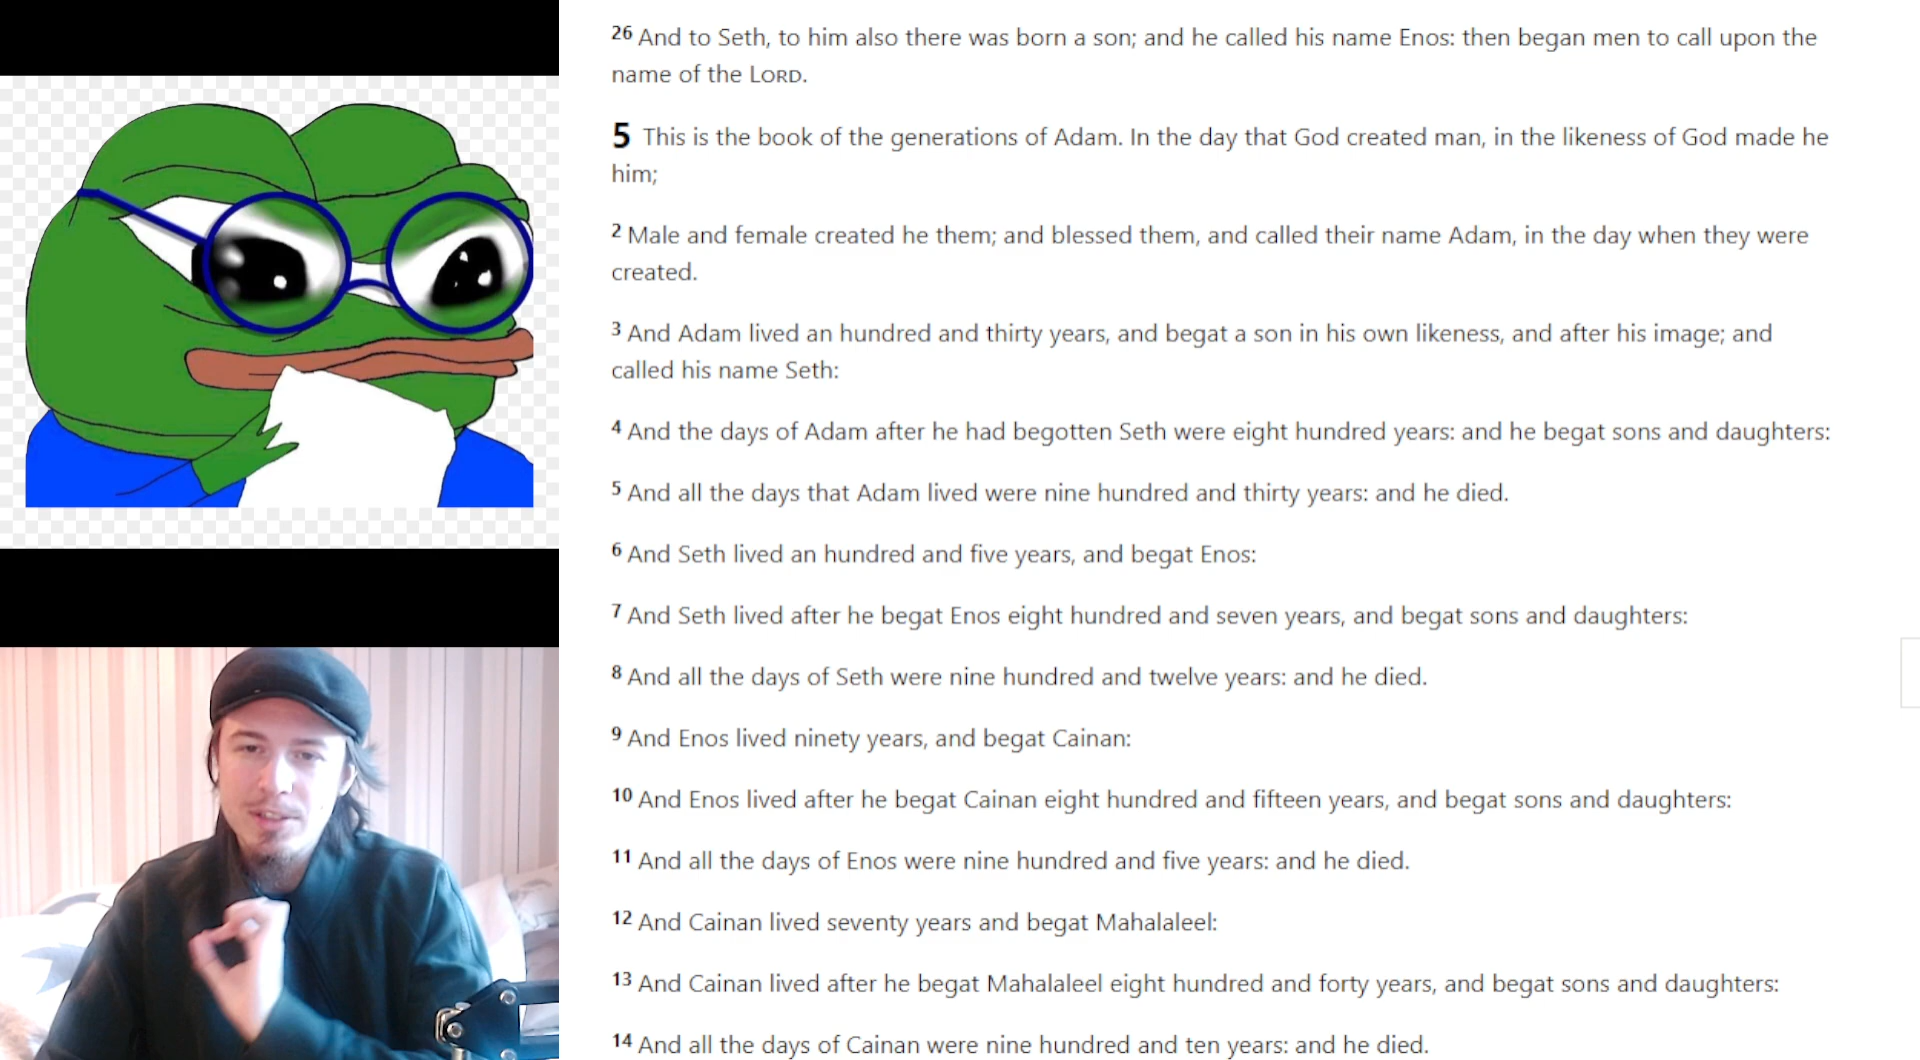 26 And to Seth, to him also there was born a son; and he called his name Enos: then began men to call upon the
name of the LORD.
5 This is the book of the generations of Adam. In the day that God created man, in the likeness of God made he
him;
2 Male and female created he them; and blessed them, and called their name Adam, in the day when they were
created.
3 And Adam lived an hundred and thirty years, and begat a son in his own likeness, and after his image; and
called his name Seth:
4 And the days of Adam after he had begotten Seth were eight hundred years: and he begat sons and daughters:
5 And all the days that Adam lived were nine hundred and thirty years: and he died.
6 And Seth lived an hundred and five years, and begat Enos:
7 And Seth lived after he begat Enos eight hundred and seven years, and begat sons and daughters:
8 And all the days of Seth were nine hundred and twelve years: and he died.
9 And Enos lived ninety years, and begat Cainan:
10 And Enos lived after he begat Cainan eight hundred and fifteen years, and begat sons and daughters:
11 And all the days of Enos were nine hundred and five years: and he died.
12 And Cainan lived seventy years and begat Mahalaleel:
13 And Cainan lived after he begat Mahalaleel eight hundred and forty years, and begat sons and daughters:
14 And all the days of Cainan were nine hundred and ten years: and he died.